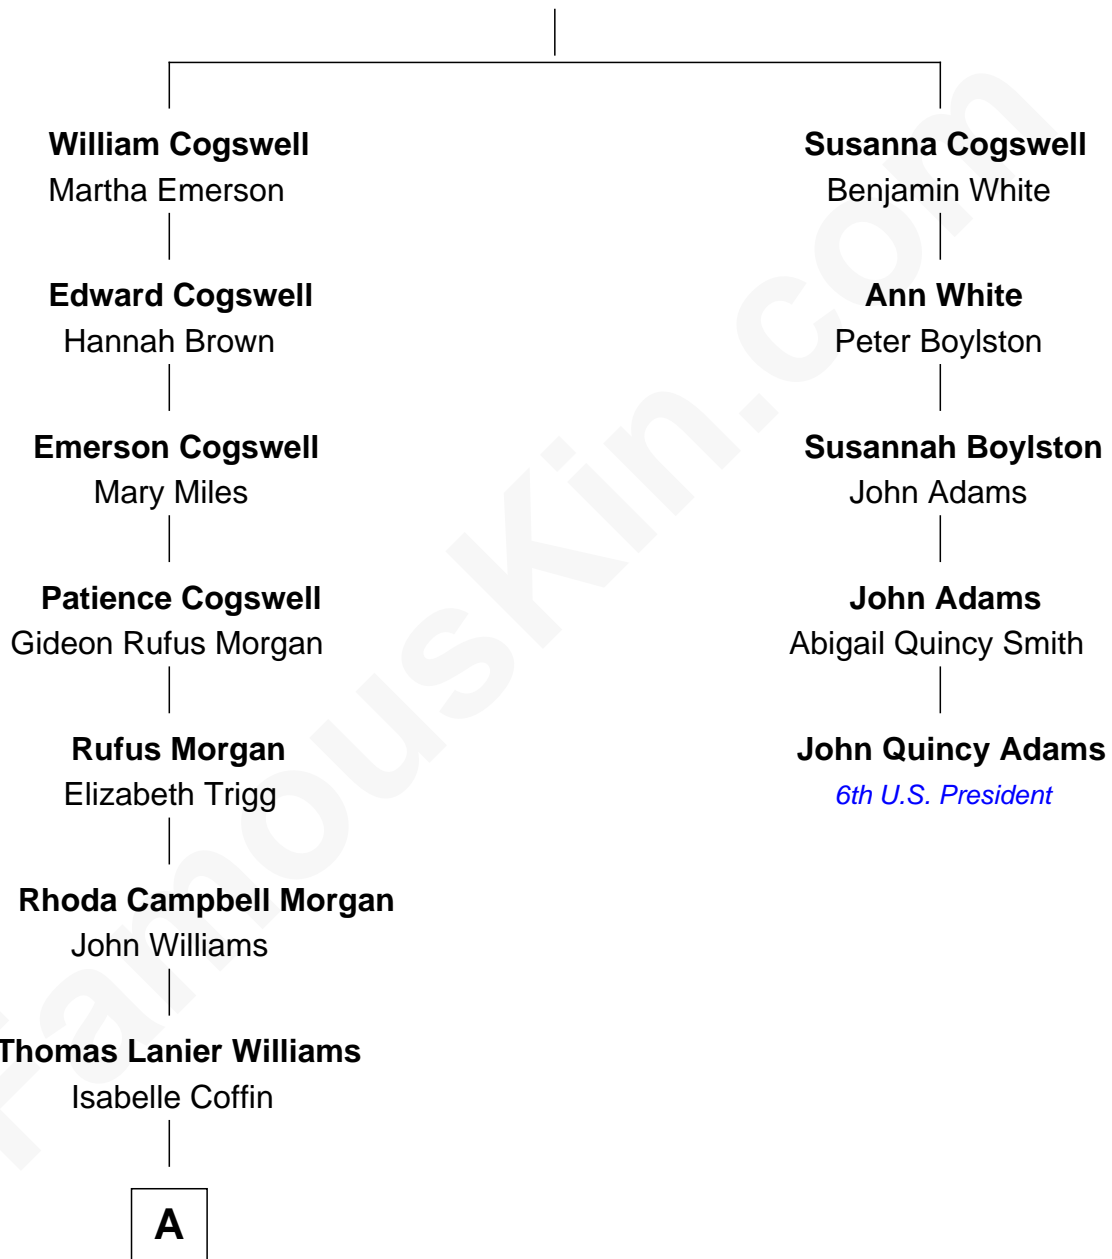 William Cogswell
Martha Emerson
Edward Cogswell
Hannah Brown
Emerson Cogswell
Mary Miles
Patience Cogswell
Gideon Rufus Morgan
Rufus Morgan
Elizabeth Trigg
Rhoda Campbell Morgan
John Williams
Thomas Lanier Williams
Isabelle Coffin
A
Susanna Cogswell
Benjamin White
Ann White
Peter Boylston
Susannah Boylston
John Adams
John Adams
Abigail Quincy Smith
John Quincy Adams
6th U.S. President
FamousKin.com